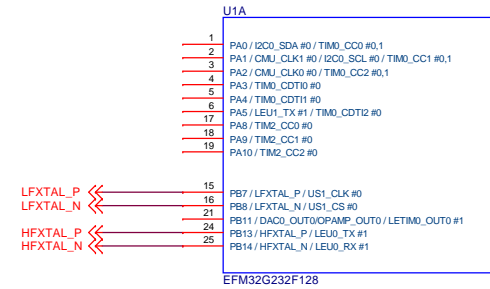 U1A
1 PA0 / I2C0_SDA #0 / TIM0_CC0 #0,1
2 PA1 / CMU_CLK1 #0 / I2C0_SCL #0 / TIM0_CC1 #0,1
3 PA2 / CMU_CLK0 #0 / TIM0_CC2 #0,1
4 PA3 / TIM0_CDTI0 #0
5 PA4 / TIM0_CDTI1 #0
6 PA5 / LEU1_TX #1 / TIM0_CDTI2 #0
17 PA8 / TIM2_CC0 #0
18 PA9 / TIM2_CC1 #0
19 PA10 / TIM2_CC2 #0
LFXTAL_P 15 PB7 / LFXTAL_P / US1_CLK #0
LFXTAL_N 16 PB8 / LFXTAL_N / US1_CS #0
21 PB11 / DAC0_OUT0/OPAMP_OUT0 / LETIM0_OUT0 #1
HFXTAL_P 24 PB13 / HFXTAL_P / LEU0_TX #1
HFXTAL_N 25 PB14 / HFXTAL_N / LEU0_RX #1
EFM32G232F128